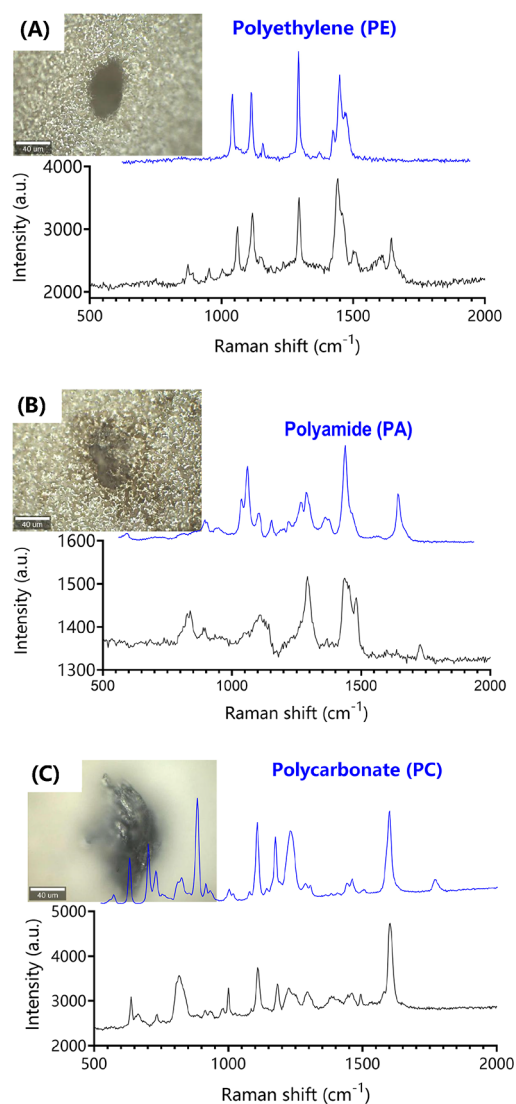 (A)
Polyethylene (PE)
40 um
4000
3000
2000
Intensity (a.u.)
500
1000
1500
2000
Raman shift (cm⁻¹)
(B)
Polyamide (PA)
40 um
1600
1500
1400
1300
Intensity (a.u.)
500
1000
1500
2000
Raman shift (cm⁻¹)
(C)
Polycarbonate (PC)
40 um
5000
4000
3000
2000
Intensity (a.u.)
500
1000
1500
2000
Raman shift (cm⁻¹)